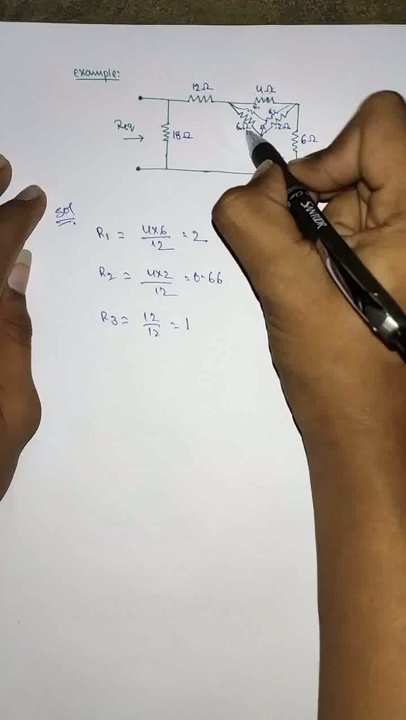 example:
12Ω 4Ω
Req 18Ω 6Ω 2Ω 6Ω
Sol
R1 = 4×6/12 = 2
R2 = 4×2/12 = 0.66
R3 = 12/12 = 1